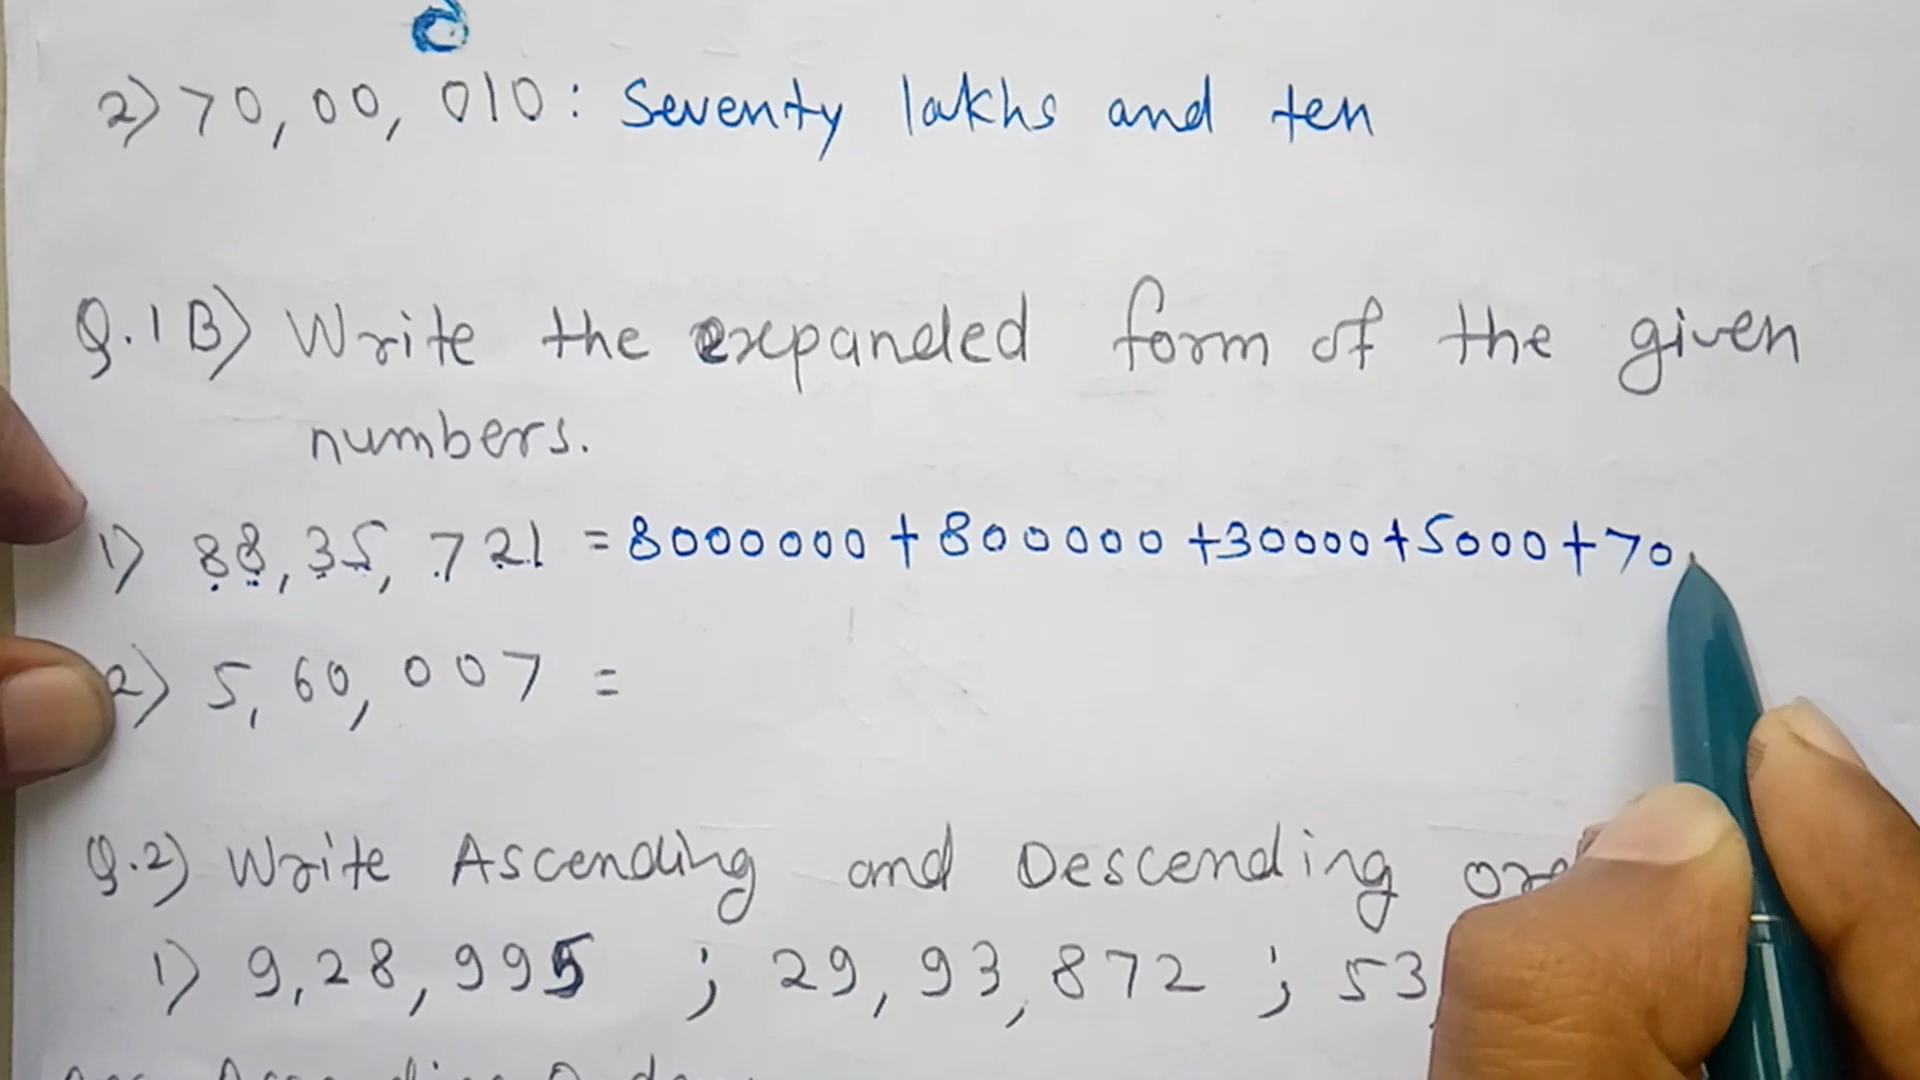 2) 70,00,010: Seventy lakhs and ten
Q.1 B) Write the expanded form of the given
numbers.
1) 88,35,721 = 8000000 + 800000 + 30000 + 5000 + 70
2) 5,60,007 =
Q.2) Write Ascending and Descending
1) 9,28,995 ; 29,93,872 ; 53,